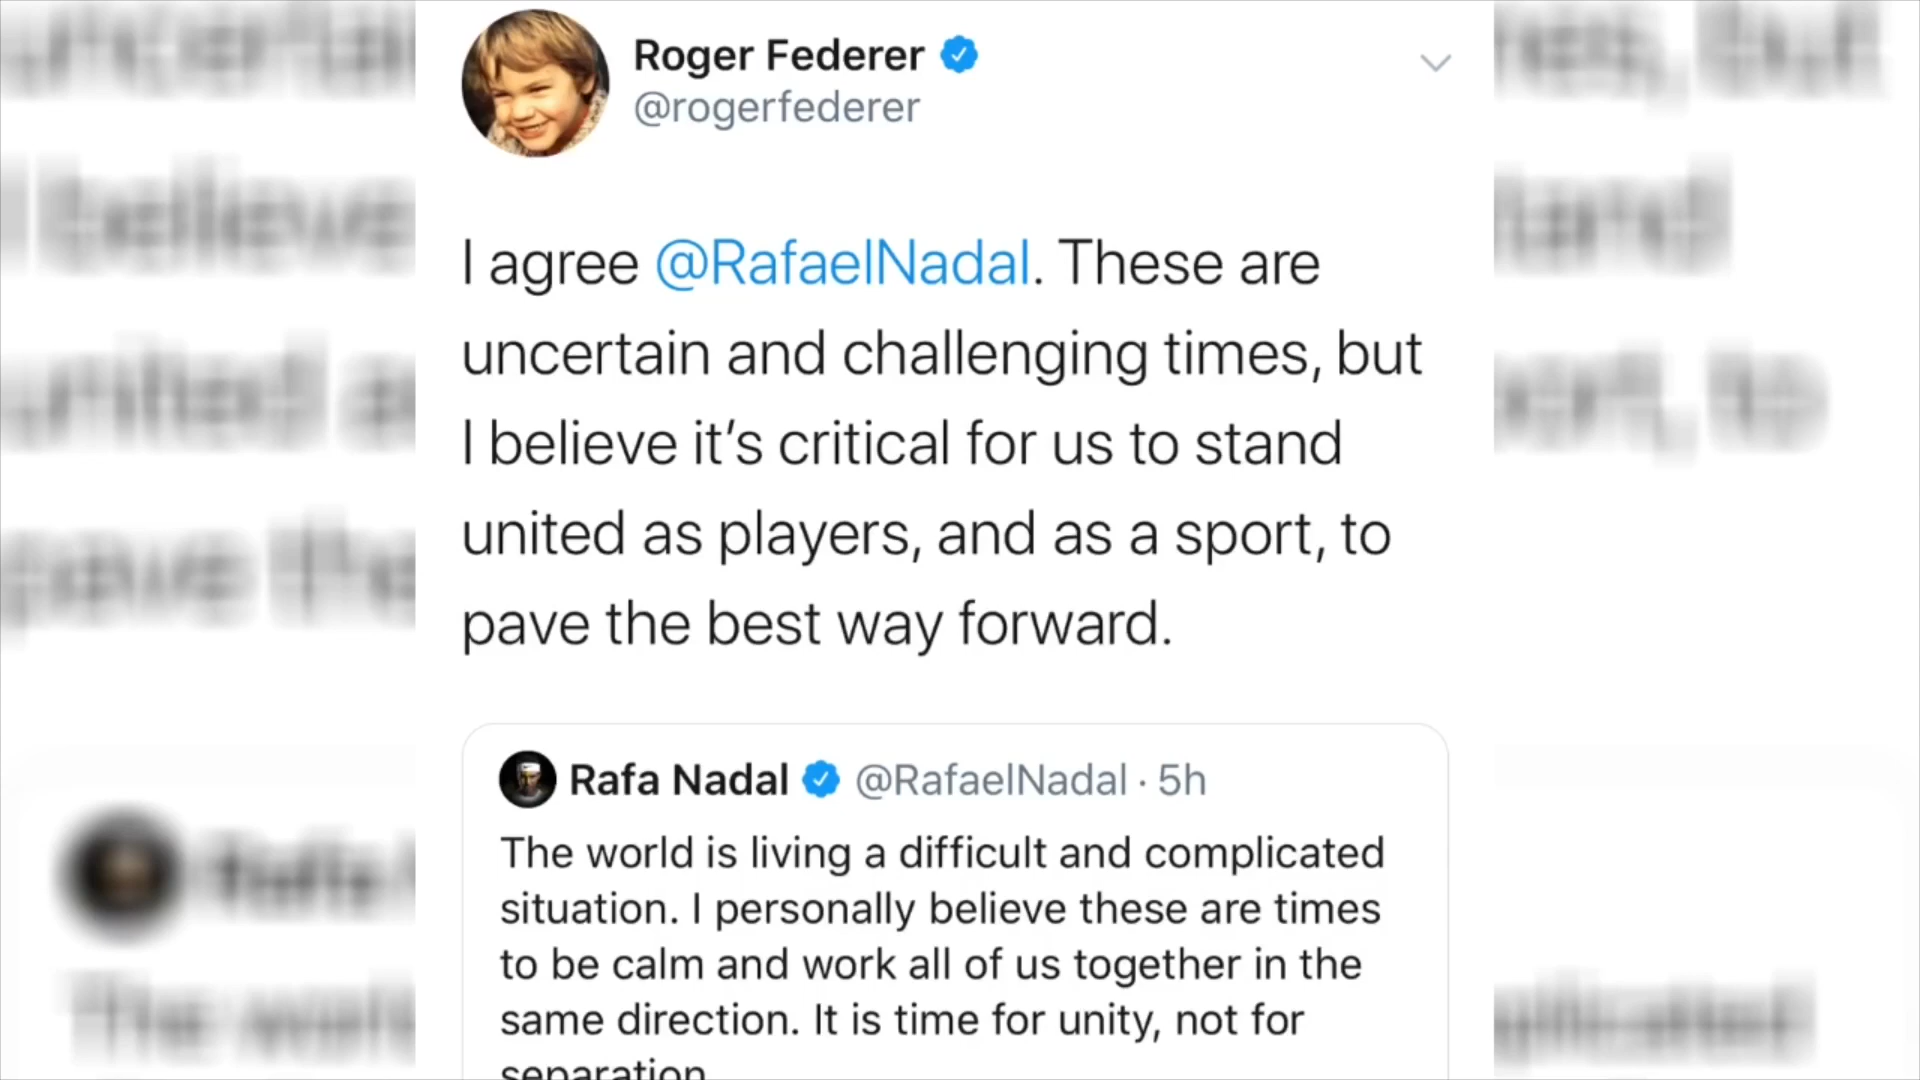 Roger Federer
@rogerfederer
I agree @RafaelNadal. These are
uncertain and challenging times, but
I believe it’s critical for us to stand
united as players, and as a sport, to
pave the best way forward.
Rafa Nadal @RafaelNadal · 5h
The world is living a difficult and complicated
situation. I personally believe these are times
to be calm and work all of us together in the
same direction. It is time for unity, not for
separation